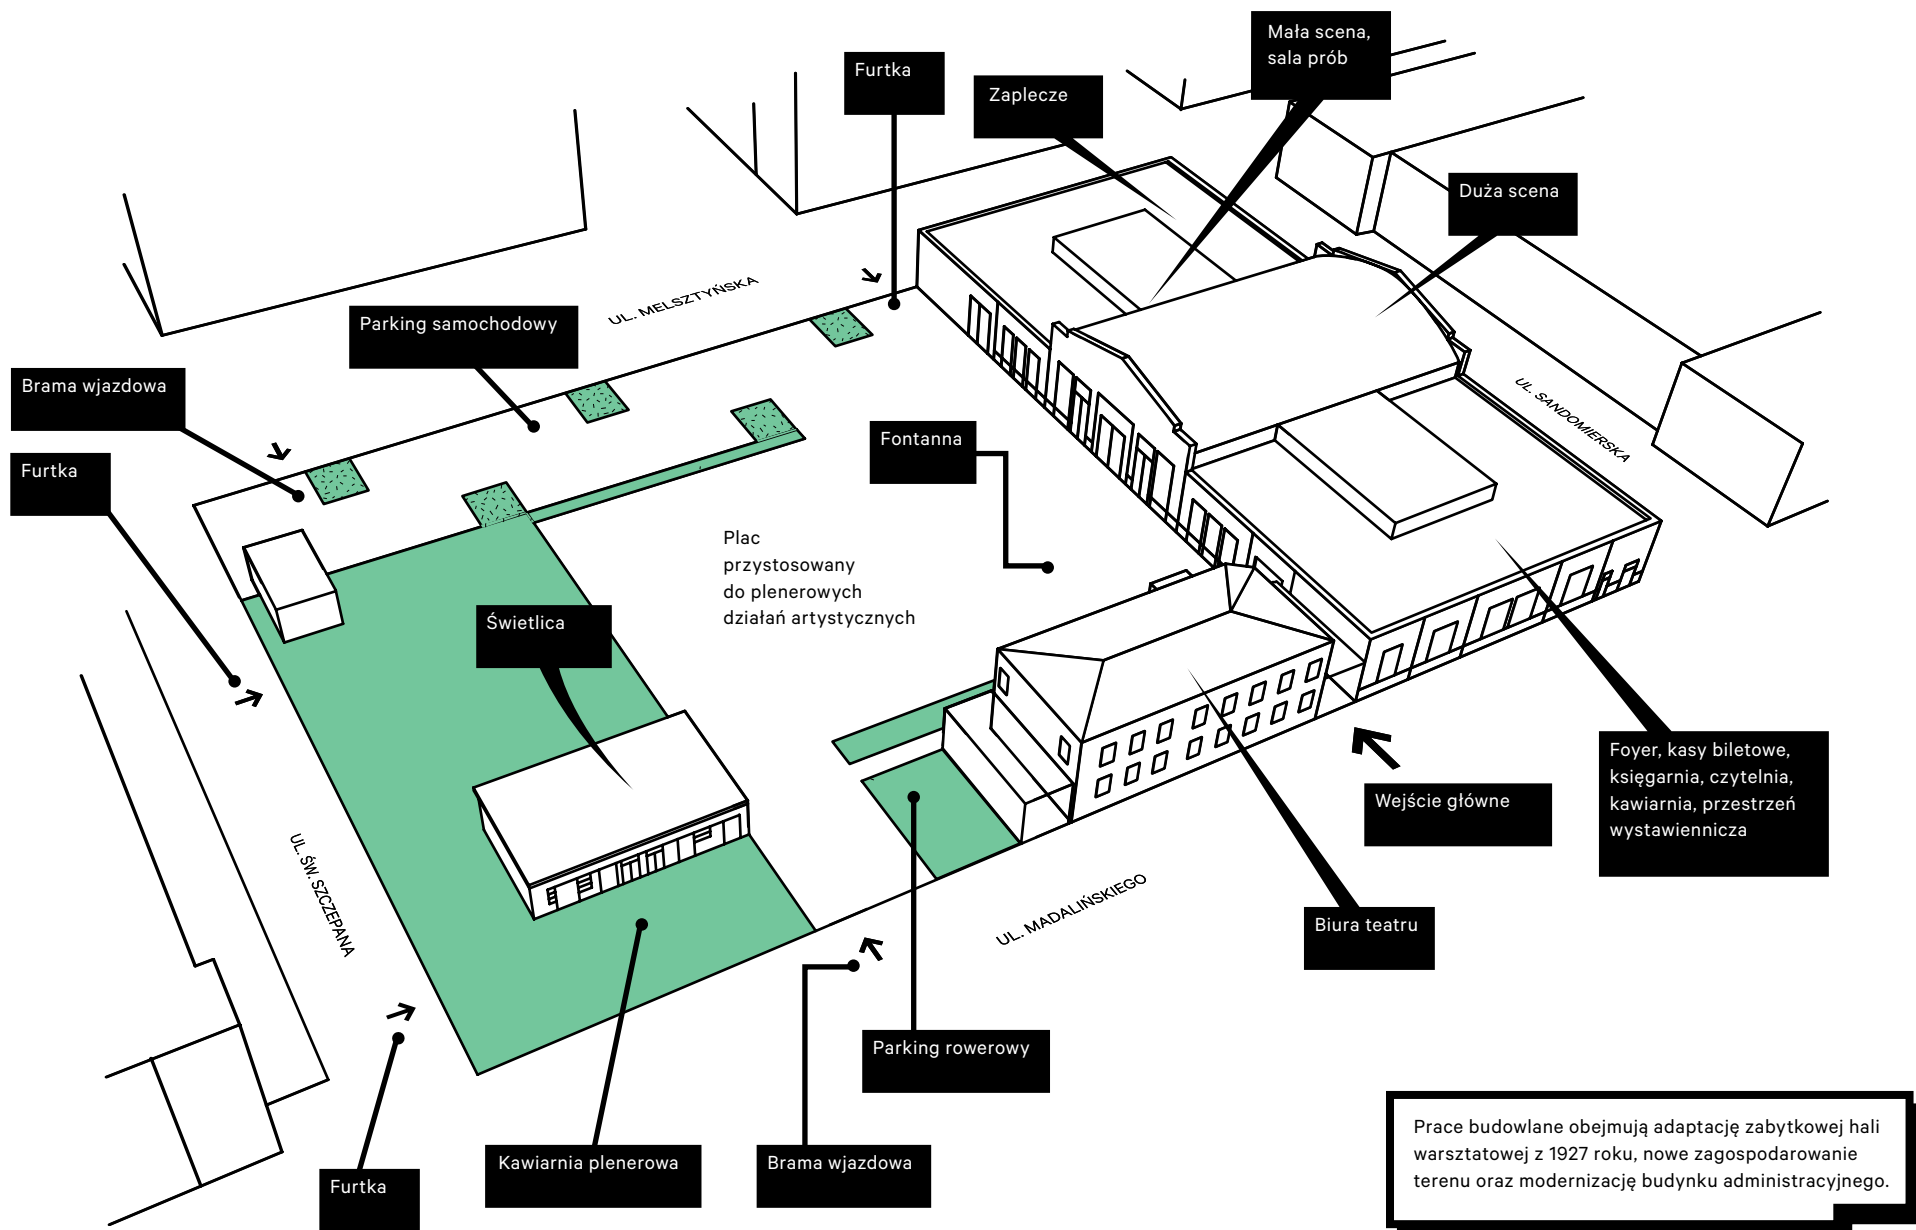 Mała scena,
sala prób
Furtka
Zaplecze
Duża scena
UL. MELSZTYŃSKA
Parking samochodowy
Brama wjazdowa
UL. SANDOMIERSKA
Fontanna
Furtka
Plac
przystosowany
do plenerowych
działań artystycznych
Świetlica
Foyer, kasy biletowe,
księgarnia, czytelnia,
kawiarnia, przestrzeń
wystawiennicza
Wejście główne
UL. ŚW. SZCZEPANA
UL. MADALIŃSKIEGO
Biura teatru
Parking rowerowy
Kawiarnia plenerowa
Brama wjazdowa
Furtka
Prace budowlane obejmują adaptację zabytkowej hali
warsztatowej z 1927 roku, nowe zagospodarowanie
terenu oraz modernizację budynku administracyjnego.